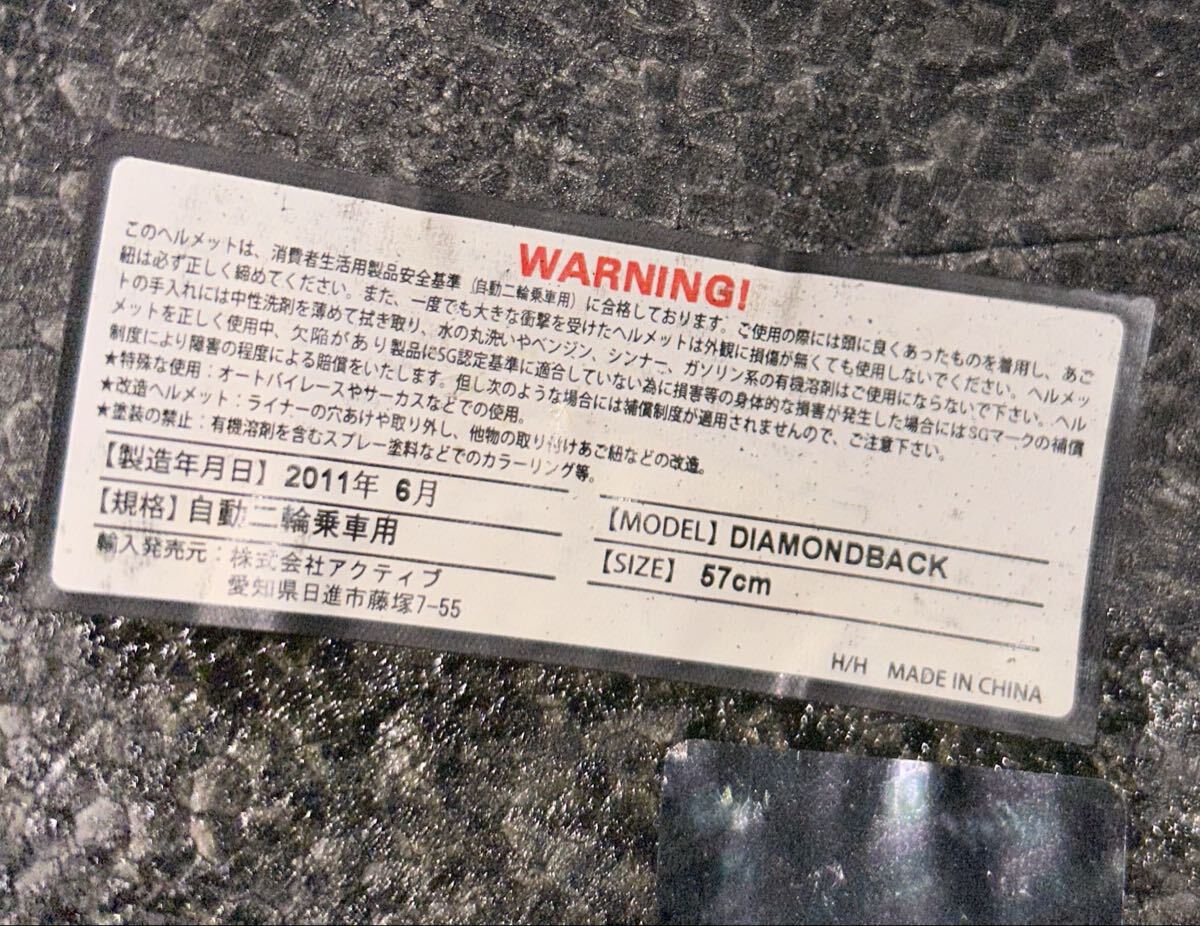 WARNING!
このヘルメットは、消費者生活用製品安全基準（自動二輪乗車用）に合格しております。ご使用の際には頭に良くあったものを着用し、あご
紐は必ず正しく締めてください。また、一度でも大きな衝撃を受けたヘルメットは外観に損傷が無くても使用しないでください。ヘルメッ
トの手入れには中性洗剤を薄めて拭き取り、水の丸洗いやベンジン、シンナー、ガソリン系の有機溶剤はご使用にならないで下さい。ヘル
メットを正しく使用中、欠陥があり製品にSG認定基準に適合していない為に損害等の身体的な損害が発生した場合にはSGマークの補償
制度により障害の程度による賠償をいたします。但し次のような場合には補償制度が適用されませんので、ご注意下さい。
★特殊な使用：オートバイレースやサーカスなどでの使用。
★改造ヘルメット：ライナーの穴あけや取り外し、他物の取り付けあご紐などの改造。
★塗装の禁止：有機溶剤を含むスプレー塗料などでのカラーリング等。
【製造年月日】2011年 6月
【規格】自動二輪乗車用
輸入発売元：株式会社アクティブ
愛知県日進市藤塚7-55
【MODEL】DIAMONDBACK
【SIZE】 57cm
H/H MADE IN CHINA